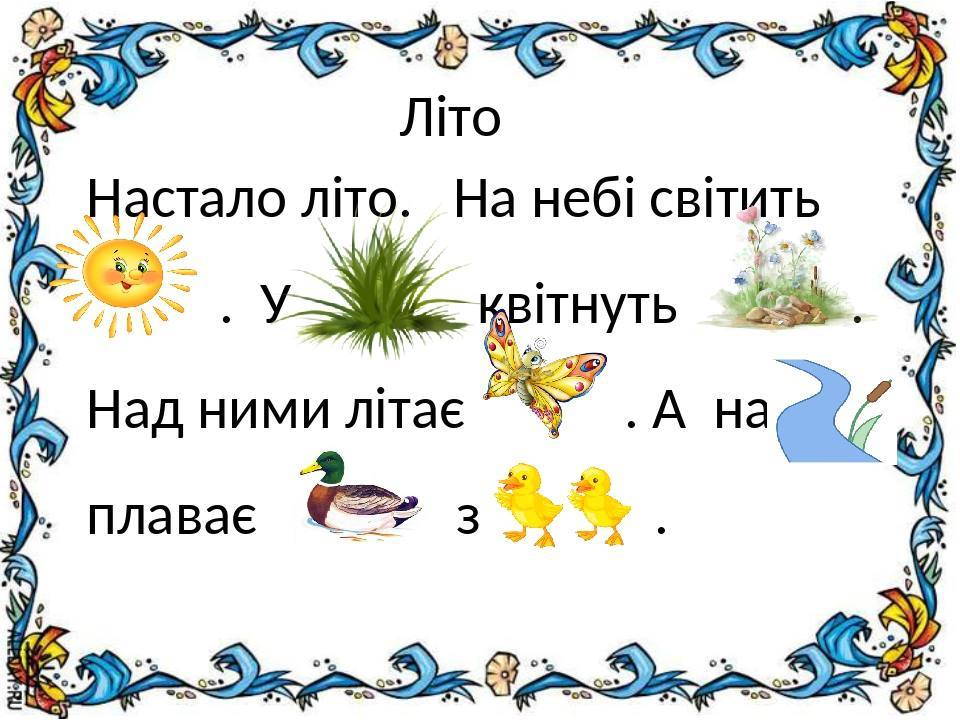 Літо
Настало літо. На небі світить
. У квітнуть .
Над ними літає . А на
плаває з .